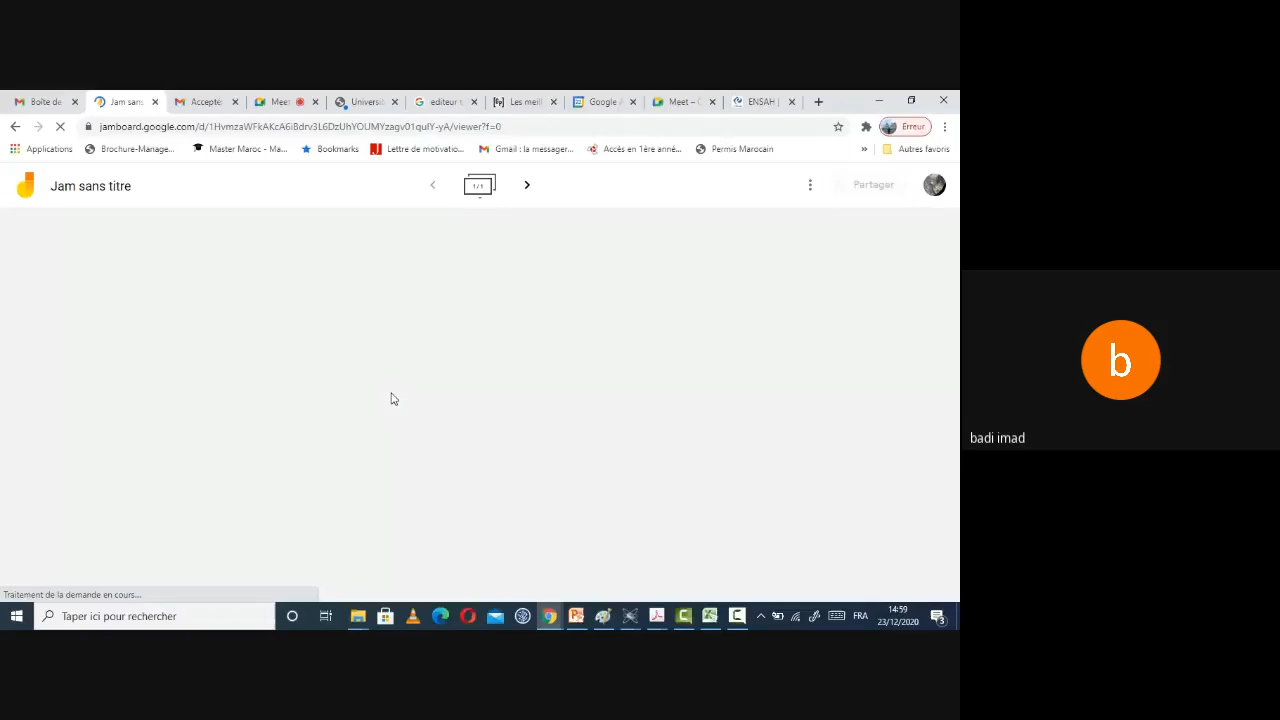 Boîte de
Jam sans
Accepté
Meet
Universit
editeur
Les meill
Google A
Meet –
ENSAH |
jamboard.google.com/d/1HvmzaWFkAKcA6iBdrv3L6DzUhYOUMYzagv01qulY-yA/viewer?f=0
Erreur
Applications
Brochure-Manage...
Master Maroc - Ma...
Bookmarks
Lettre de motivatio...
Gmail : la messager...
Accès en 1ère anné...
Permis Marocain
»
Autres favoris
Jam sans titre
1/1
Partager
b
badi imad
Traitement de la demande en cours...
Taper ici pour rechercher
FRA
14:59
23/12/2020
3